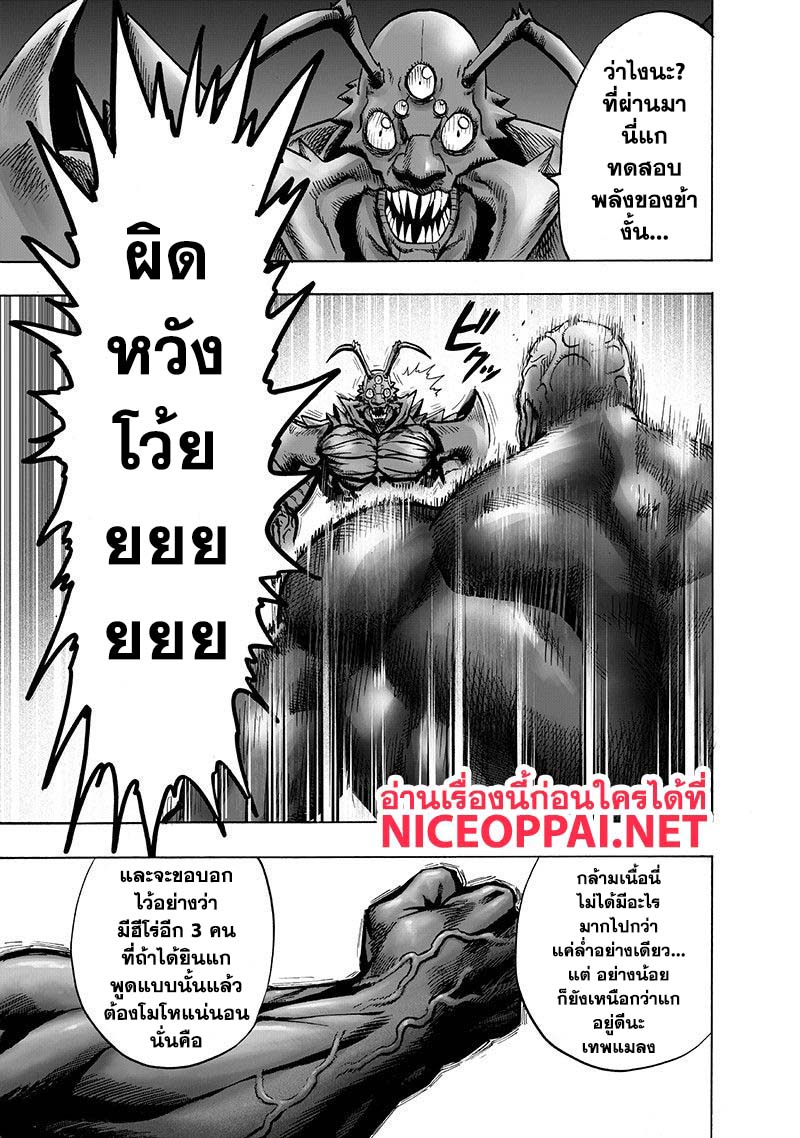 ว่าไงนะ?
ที่ผ่านมา
นี่แก
ทดสอบ
พลังของข้า
งั้น...
ผิด
หวัง
โว้ย
ยยย
ยยย
ビクッ
อ่านเรื่องนี้ก่อนใครได้ที่
NICEOPPAI.NET
กล้ามเนื้อนี่
ไม่ได้มีอะไร
มากไปกว่า
แค่ล่ำอย่างเดียว...
แต่ อย่างน้อย
ก็ยังเหนือกว่าแก
อยู่ดีนะ
เทพแมลง
และจะขอบอก
ไว้อย่างว่า
มีฮีโร่อีก 3 คน
ที่ถ้าได้ยินแก
พูดแบบนั้นแล้ว
ต้องโมโหแน่นอน
นั่นคือ